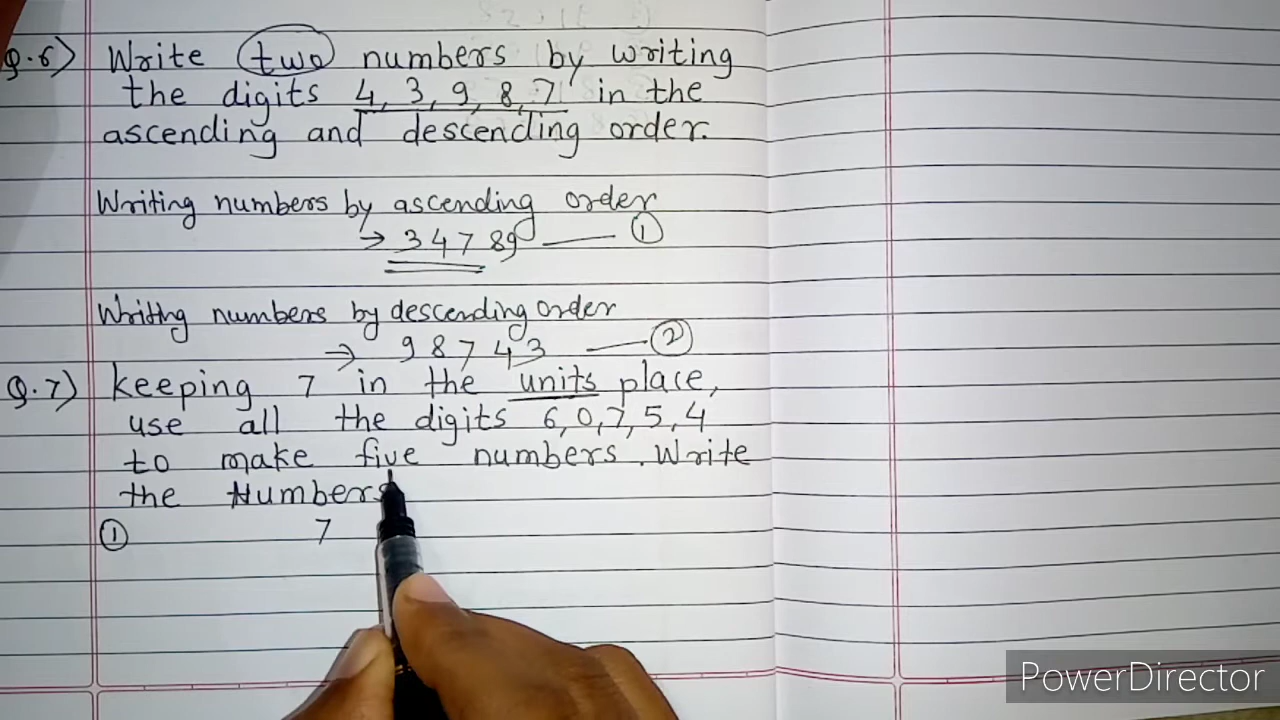 Q.6) Write two numbers by writing
the digits 4, 3, 9, 8, 7 in the
ascending and descending order.
Writing numbers by ascending order
→ 34789 — ①
Writing numbers by descending order
→ 98743 — ②
Q.7) keeping 7 in the units place,
use all the digits 6,0,7,5,4
to make five numbers. Write
the Numbers
① 7
PowerDirector